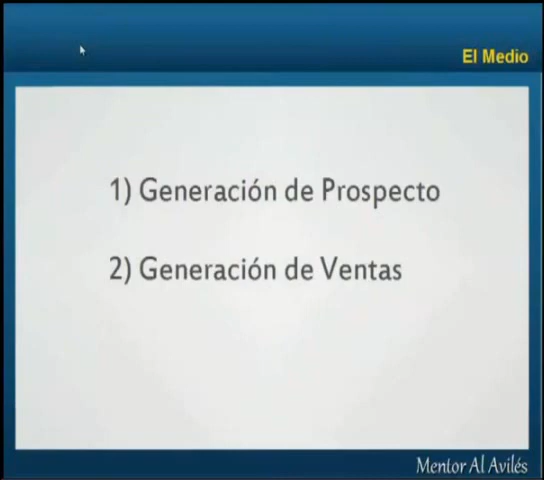 El Medio
1) Generación de Prospecto
2) Generación de Ventas
Mentor Al Avilés